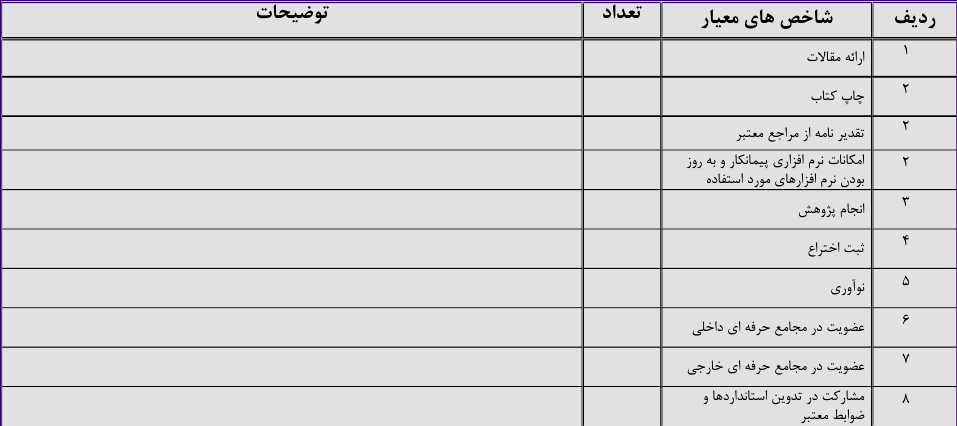 ردیف شاخص های معیار تعداد توضیحات
۱ ارائه مقالات
۲ چاپ کتاب
۲ تقدیر نامه از مراجع معتبر
۲ امکانات نرم افزاری پیمانکار و به روز
بودن نرم افزارهای مورد استفاده
۳ انجام پژوهش
۴ ثبت اختراع
۵ نوآوری
۶ عضویت در مجامع حرفه ای داخلی
۷ عضویت در مجامع حرفه ای خارجی
۸ مشارکت در تدوین استانداردها و
ضوابط معتبر